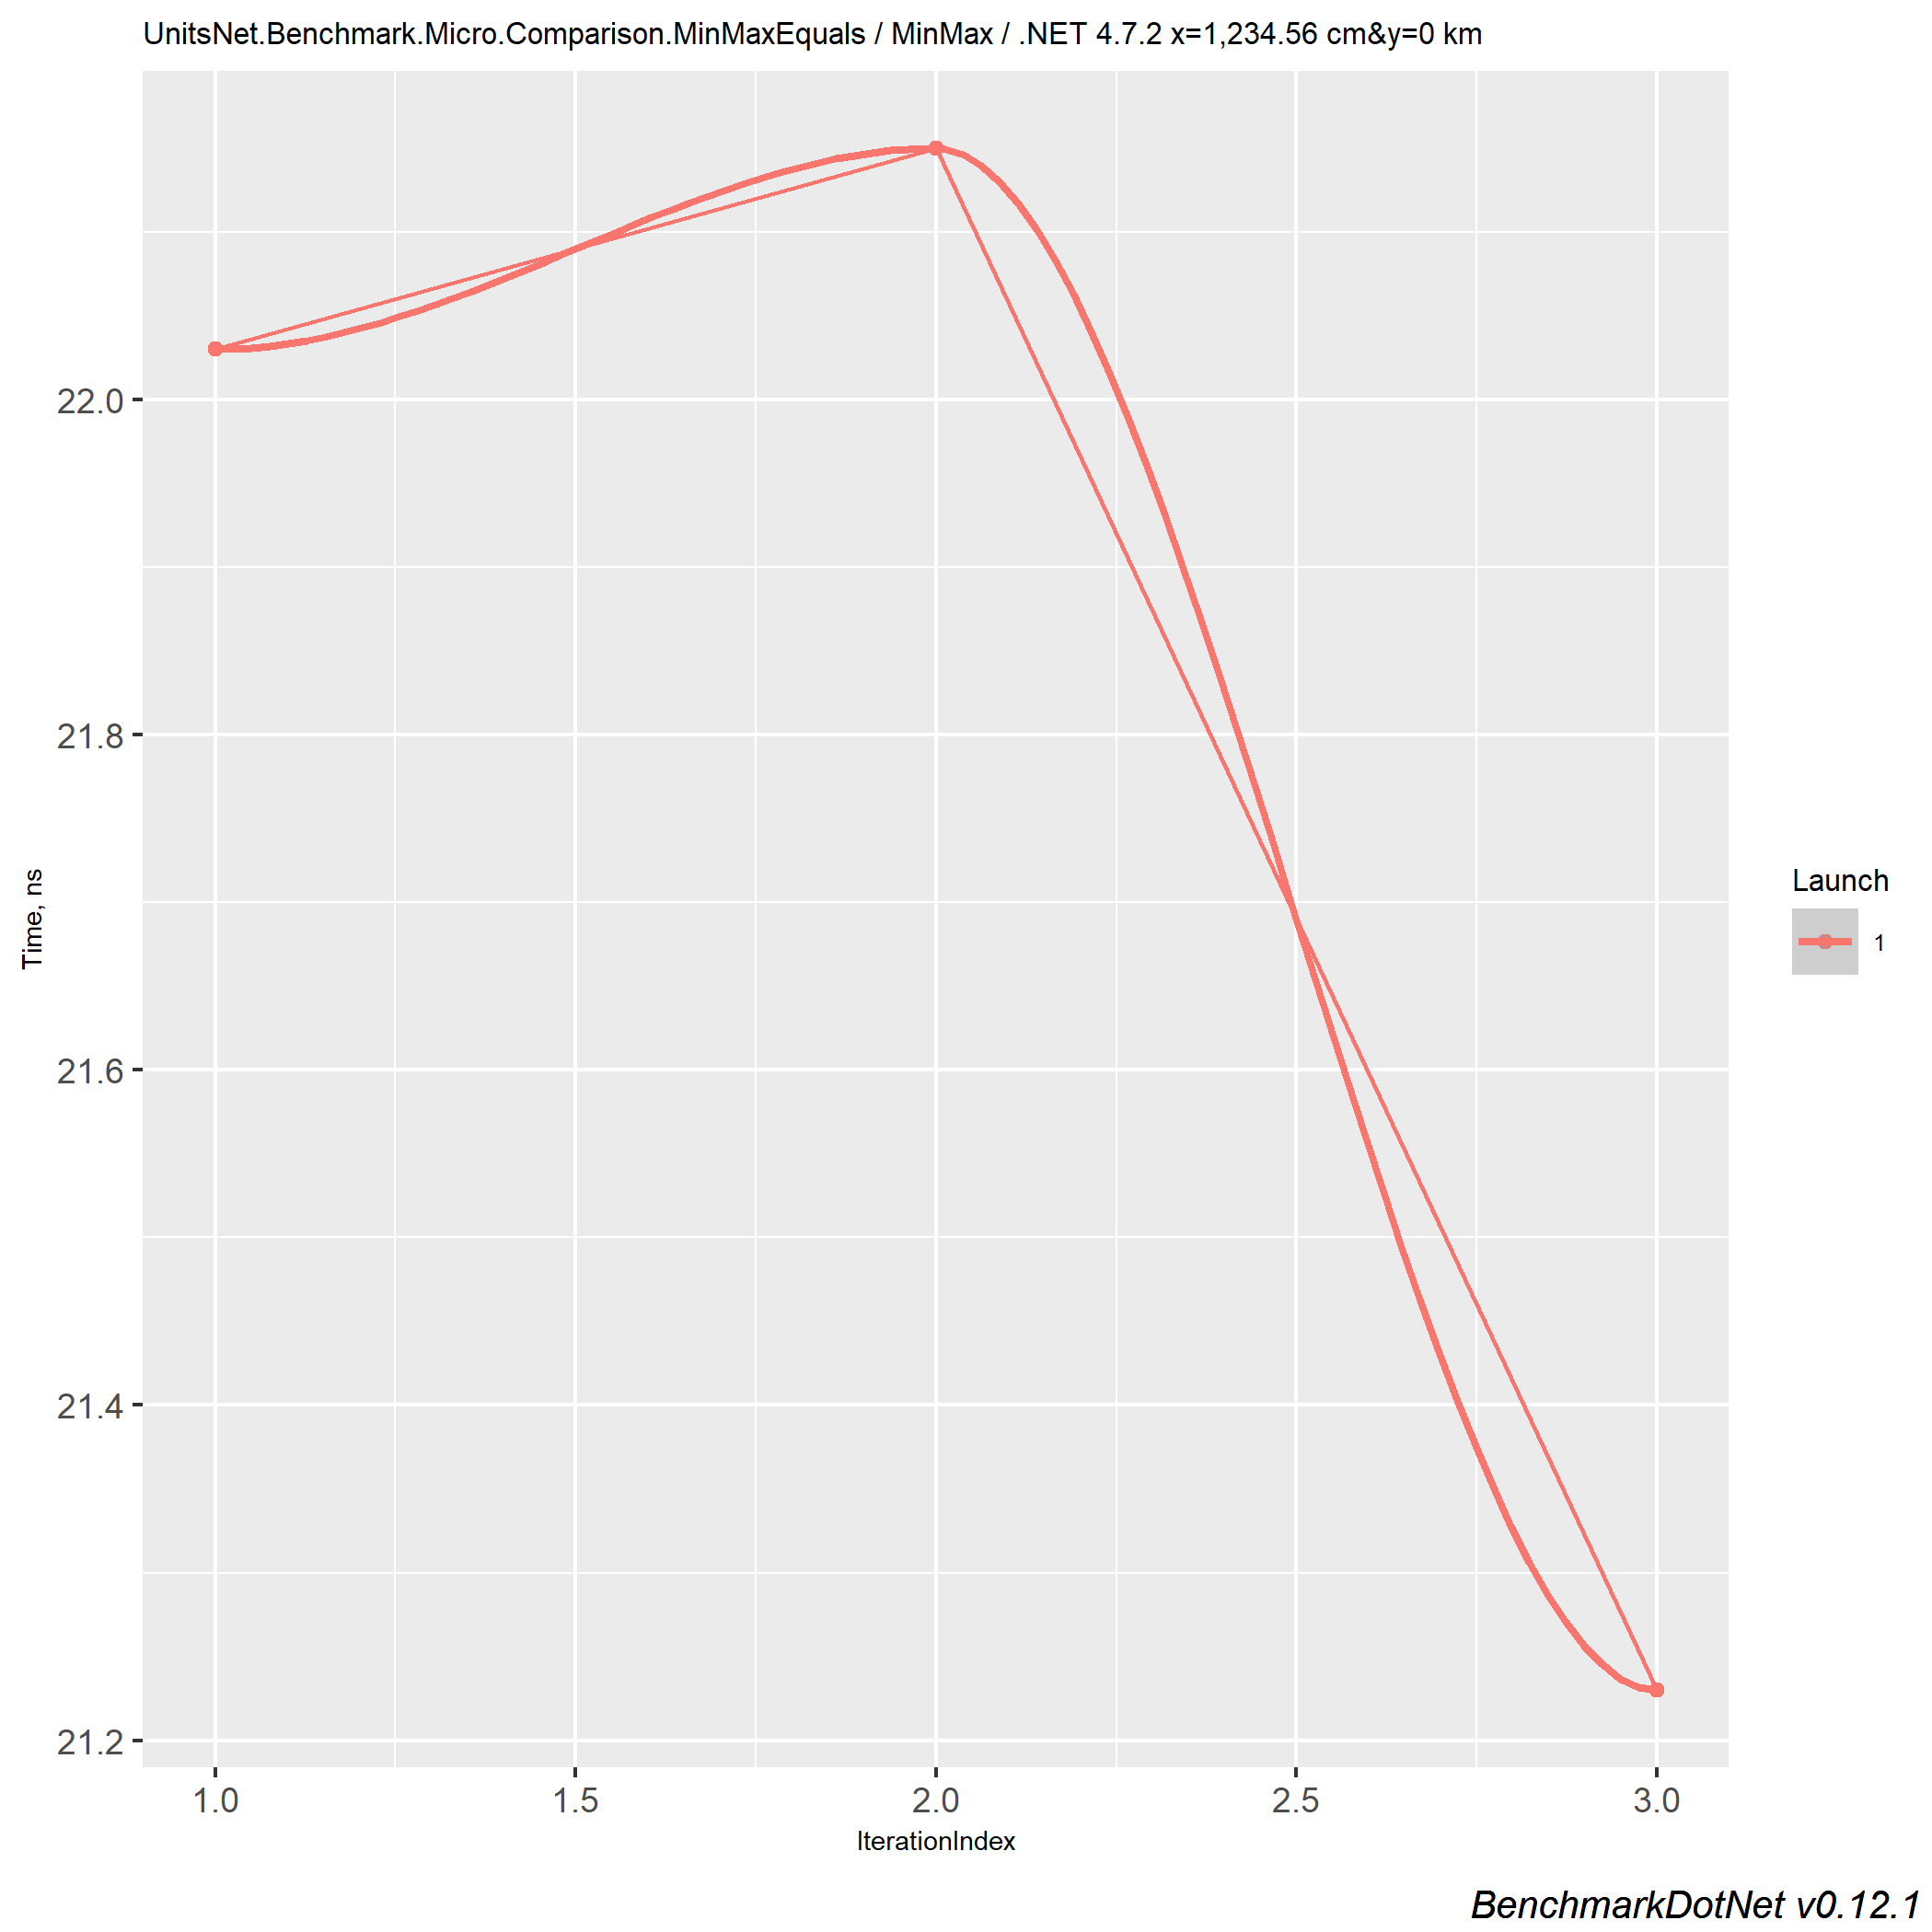 UnitsNet.Benchmark.Micro.Comparison.MinMaxEquals / MinMax / .NET 4.7.2 x=1,234.56 cm&y=0 km
22.0
21.8
21.6
21.4
21.2
Time, ns
1.0 1.5 2.0 2.5 3.0
IterationIndex
Launch
1
BenchmarkDotNet v0.12.1